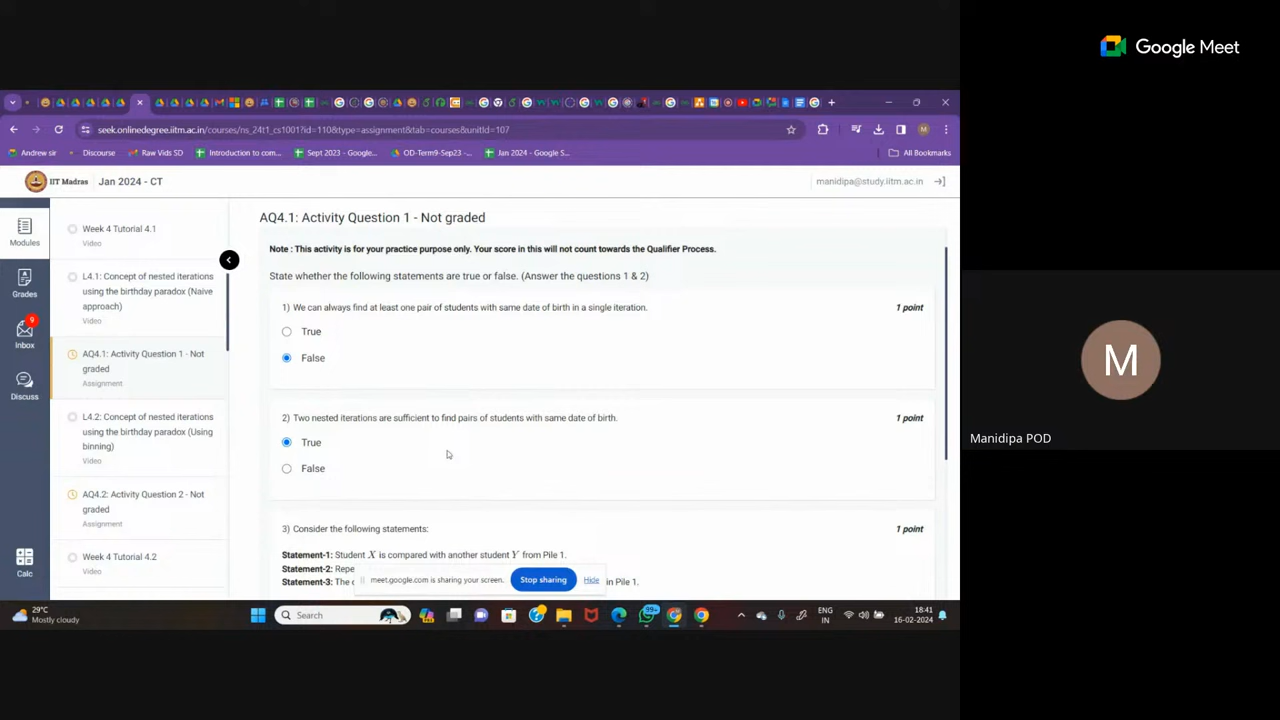 Google Meet
seek.onlinedegree.iitm.ac.in/courses/ns_24t1_cs1001?id=110&type=assignment&tab=courses&unitId=107
Andrew sir
Discourse
Raw Vids SD
Introduction to com...
Sept 2023 - Google...
OD-Term9-Sep23 -...
Jan 2024 - Google S...
All Bookmarks
IIT Madras
Jan 2024 - CT
manidipa@study.iitm.ac.in
Modules
Grades
9
Inbox
Discuss
Calc
Week 4 Tutorial 4.1
Video
L4.1: Concept of nested iterations
using the birthday paradox (Naive
approach)
Video
AQ4.1: Activity Question 1 - Not
graded
Assignment
L4.2: Concept of nested iterations
using the birthday paradox (Using
binning)
Video
AQ4.2: Activity Question 2 - Not
graded
Assignment
Week 4 Tutorial 4.2
Video
AQ4.1: Activity Question 1 - Not graded
Note : This activity is for your practice purpose only. Your score in this will not count towards the Qualifier Process.
State whether the following statements are true or false. (Answer the questions 1 & 2)
1) We can always find at least one pair of students with same date of birth in a single iteration.
1 point
True
False
2) Two nested iterations are sufficient to find pairs of students with same date of birth.
1 point
True
False
3) Consider the following statements:
1 point
Statement-1: Student X is compared with another student Y from Pile 1.
Statement-2: Repe
Statement-3: The c
in Pile 1.
meet.google.com is sharing your screen.
Stop sharing
Hide
29°C
Mostly cloudy
Search
99+
ENG
IN
18:41
16-02-2024
M
M
Manidipa POD